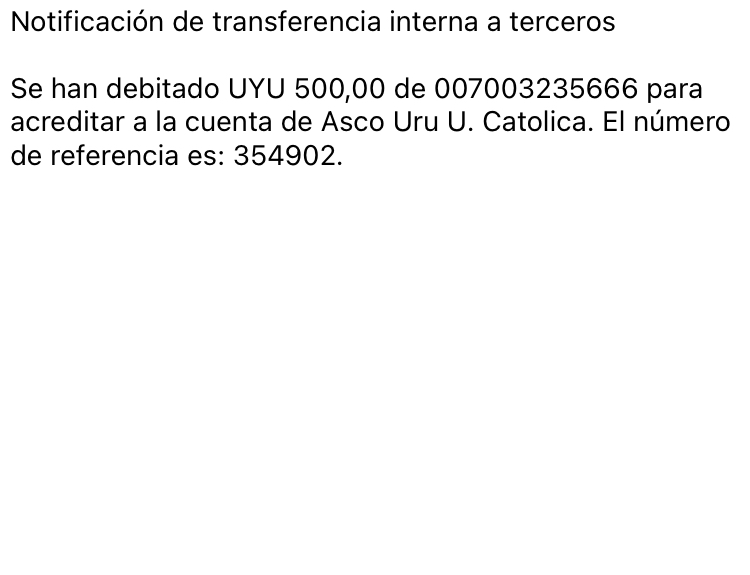 Notificación de transferencia interna a terceros
Se han debitado UYU 500,00 de 007003235666 para
acreditar a la cuenta de Asco Uru U. Catolica. El número
de referencia es: 354902.